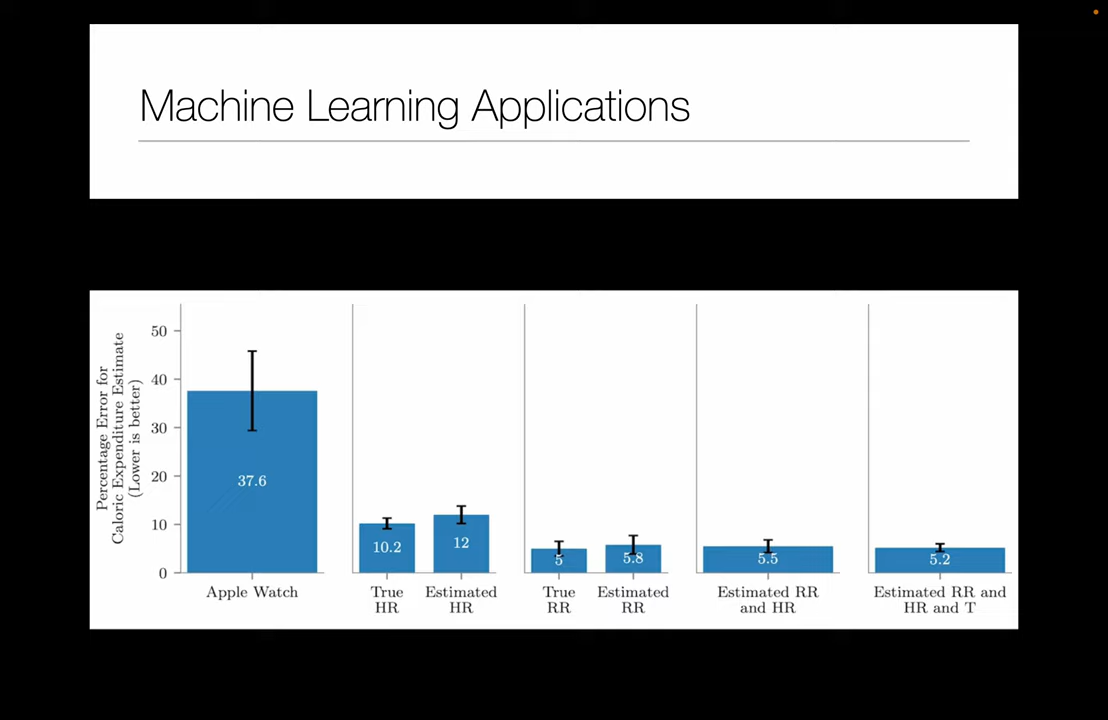 Machine Learning Applications
Percentage Error for
Caloric Expenditure Estimate
(Lower is better)
50
40
30
20
10
0
37.6
10.2
12
5
5.8
5.5
5.2
Apple Watch
True
HR
Estimated
HR
True
RR
Estimated
RR
Estimated RR
and HR
Estimated RR and
HR and T